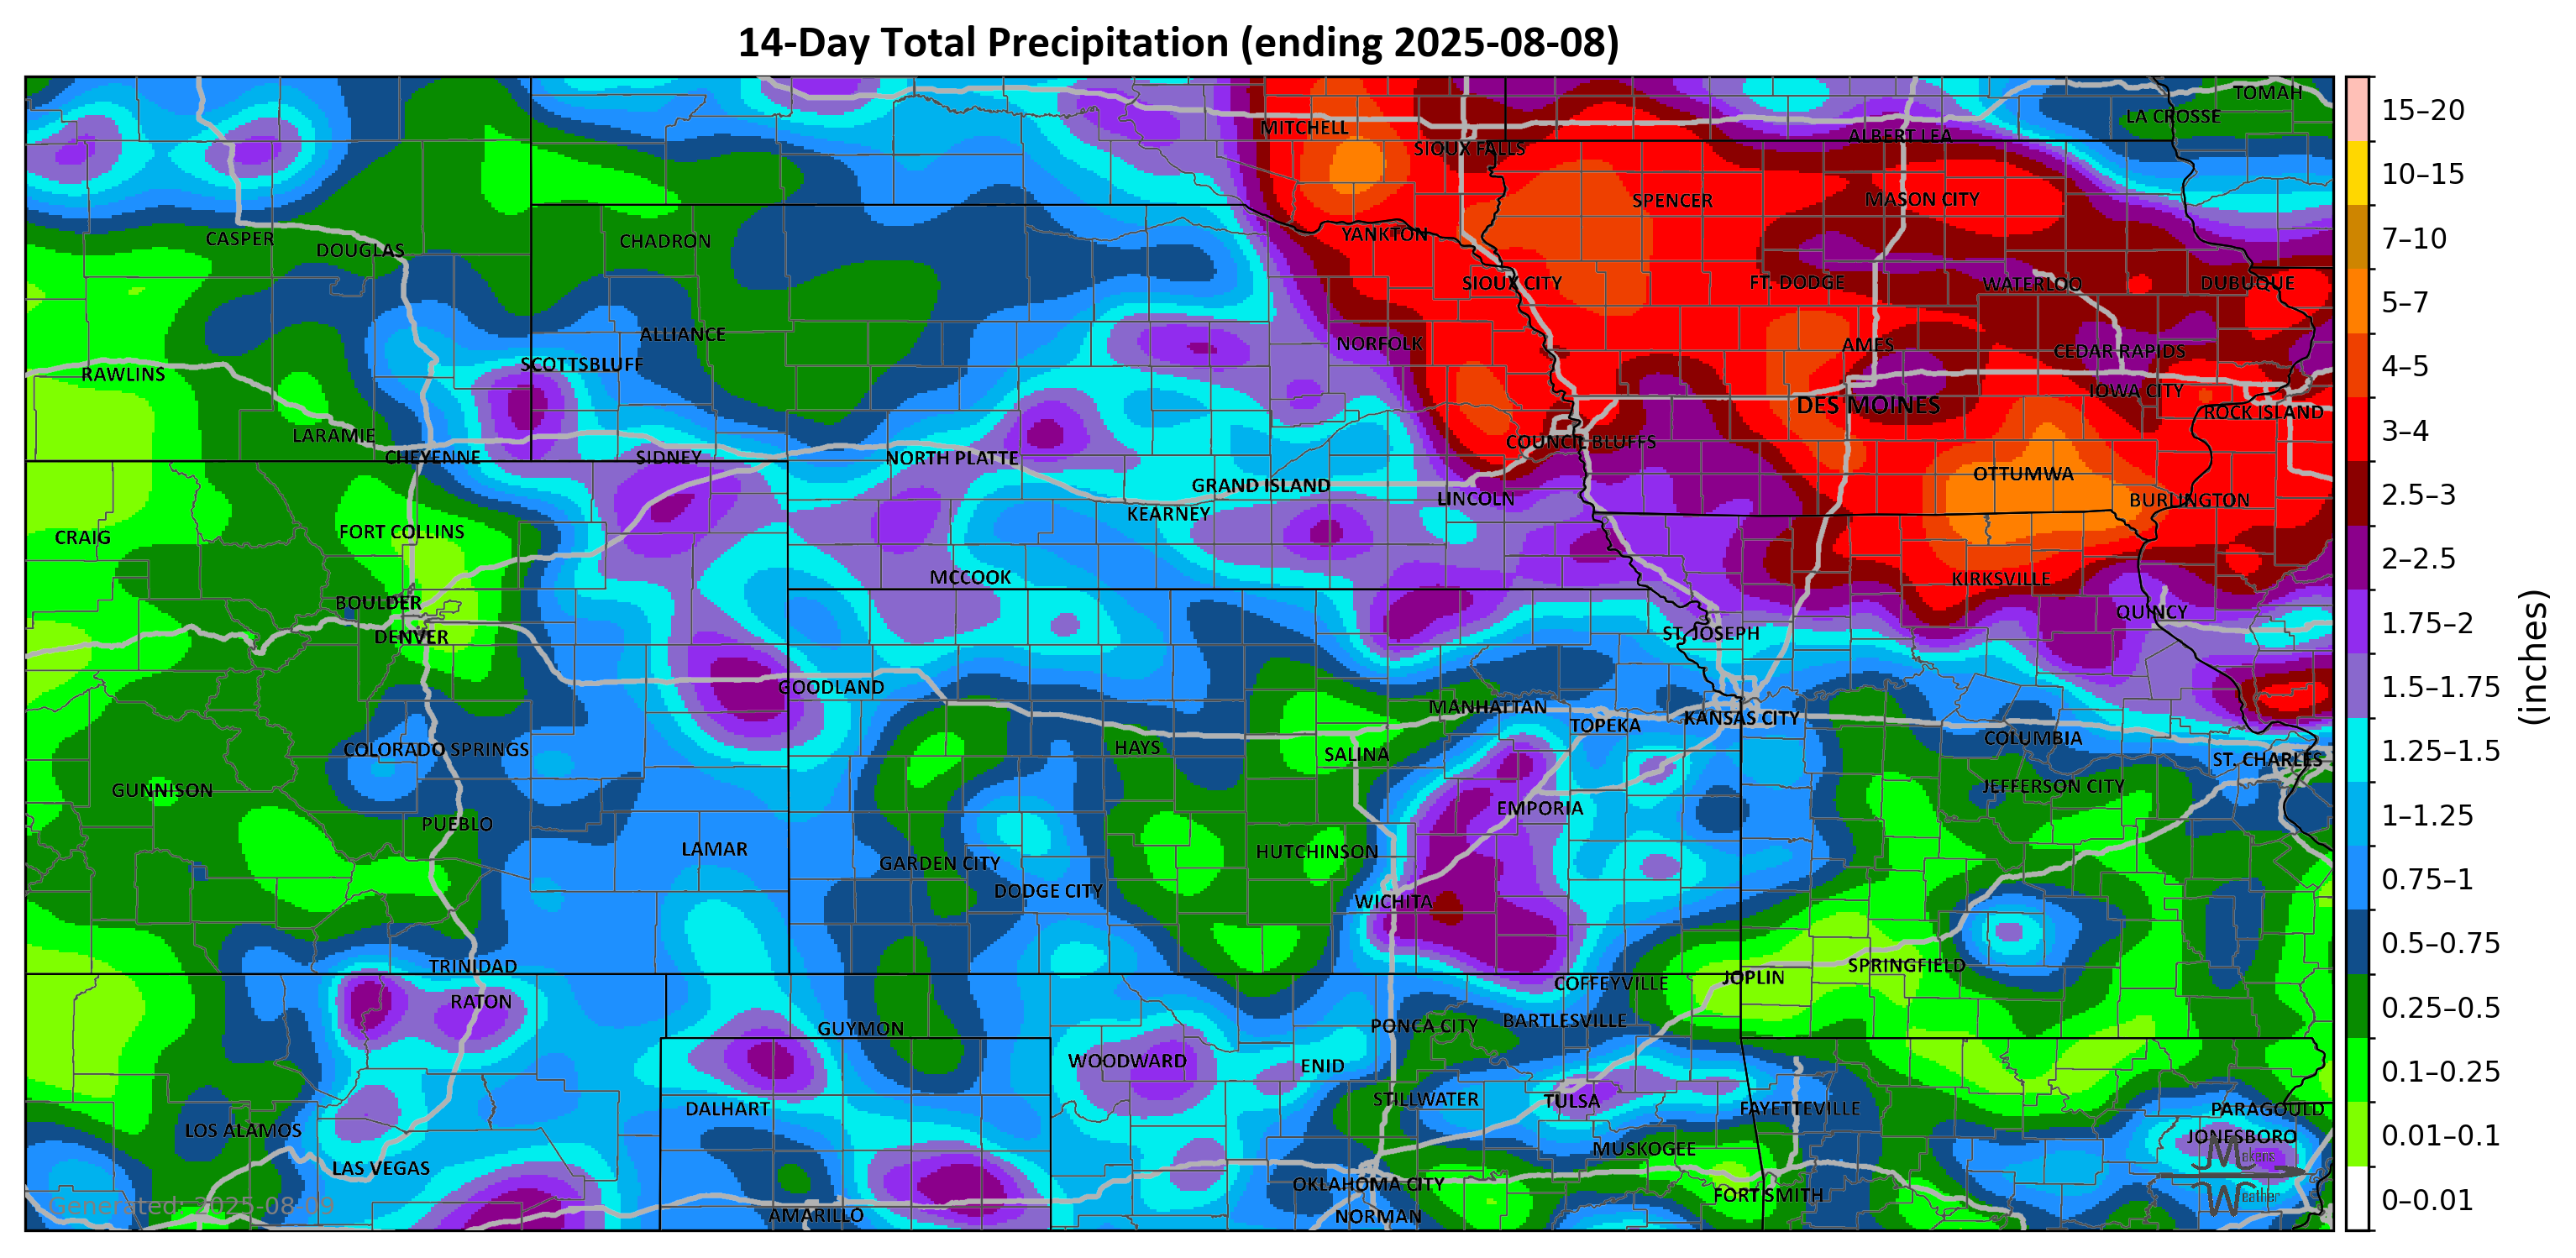 14-Day Total Precipitation (ending 2025-08-08)
TOMAH
LA CROSSE
MITCHELL
ALBERT LEA
SIOUX FALLS
SPENCER
MASON CITY
YANKTON
CASPER
DOUGLAS
CHADRON
SIOUX CITY
FT. DODGE
WATERLOO
DUBUQUE
ALLIANCE
NORFOLK
AMES
CEDAR RAPIDS
SCOTTSBLUFF
RAWLINS
IOWA CITY
DES MOINES
ROCK ISLAND
LARAMIE
COUNCIL BLUFFS
CHEYENNE
SIDNEY
NORTH PLATTE
OTTUMWA
GRAND ISLAND
LINCOLN
BURLINGTON
KEARNEY
FORT COLLINS
CRAIG
MCCOOK
KIRKSVILLE
BOULDER
QUINCY
DENVER
ST. JOSEPH
GOODLAND
MANHATTAN
KANSAS CITY
TOPEKA
COLUMBIA
COLORADO SPRINGS
HAYS
SALINA
ST. CHARLES
GUNNISON
JEFFERSON CITY
EMPORIA
PUEBLO
LAMAR
HUTCHINSON
GARDEN CITY
DODGE CITY
WICHITA
TRINIDAD
SPRINGFIELD
JOPLIN
COFFEYVILLE
RATON
BARTLESVILLE
PONCA CITY
GUYMON
WOODWARD
ENID
STILLWATER
TULSA
DALHART
FAYETTEVILLE
PARAGOULD
LOS ALAMOS
JONESBORO
MUSKOGEE
LAS VEGAS
OKLAHOMA CITY
FORT SMITH
AMARILLO
NORMAN
Generated: 2025-08-09
Makens
Weather
15–20
10–15
7–10
5–7
4–5
3–4
2.5–3
2–2.5
1.75–2
1.5–1.75
1.25–1.5
1–1.25
0.75–1
0.5–0.75
0.25–0.5
0.1–0.25
0.01–0.1
0–0.01
(inches)